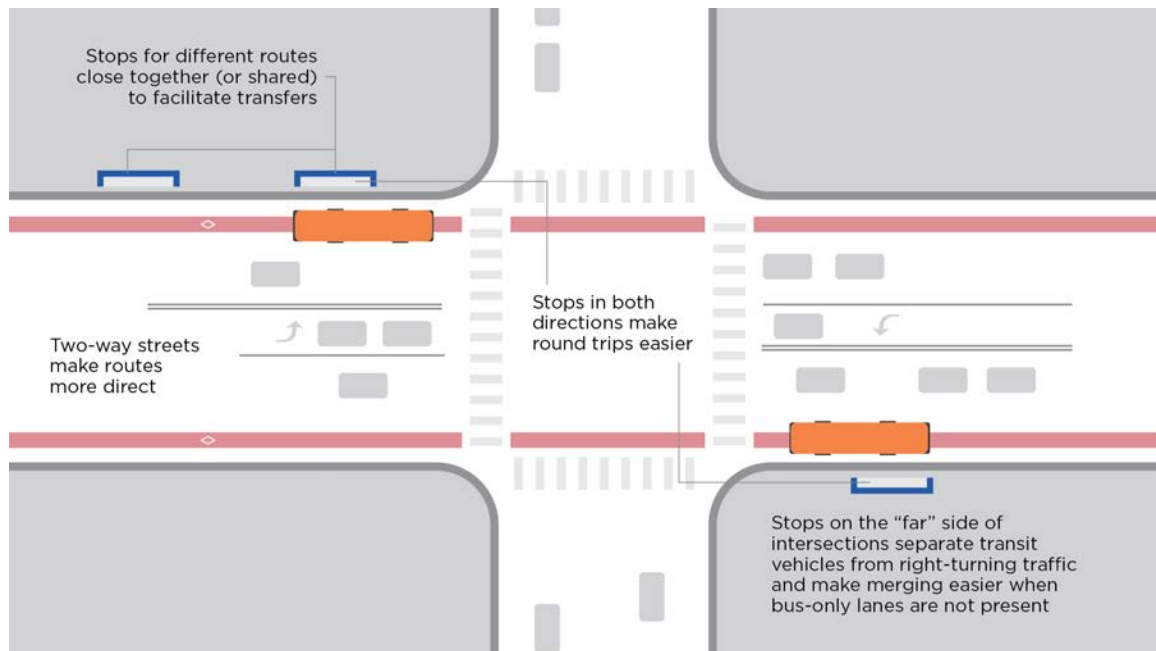 Stops for different routes
close together (or shared)
to facilitate transfers
Stops in both
directions make
round trips easier
Two-way streets
make routes
more direct
Stops on the “far” side of
intersections separate transit
vehicles from right-turning traffic
and make merging easier when
bus-only lanes are not present